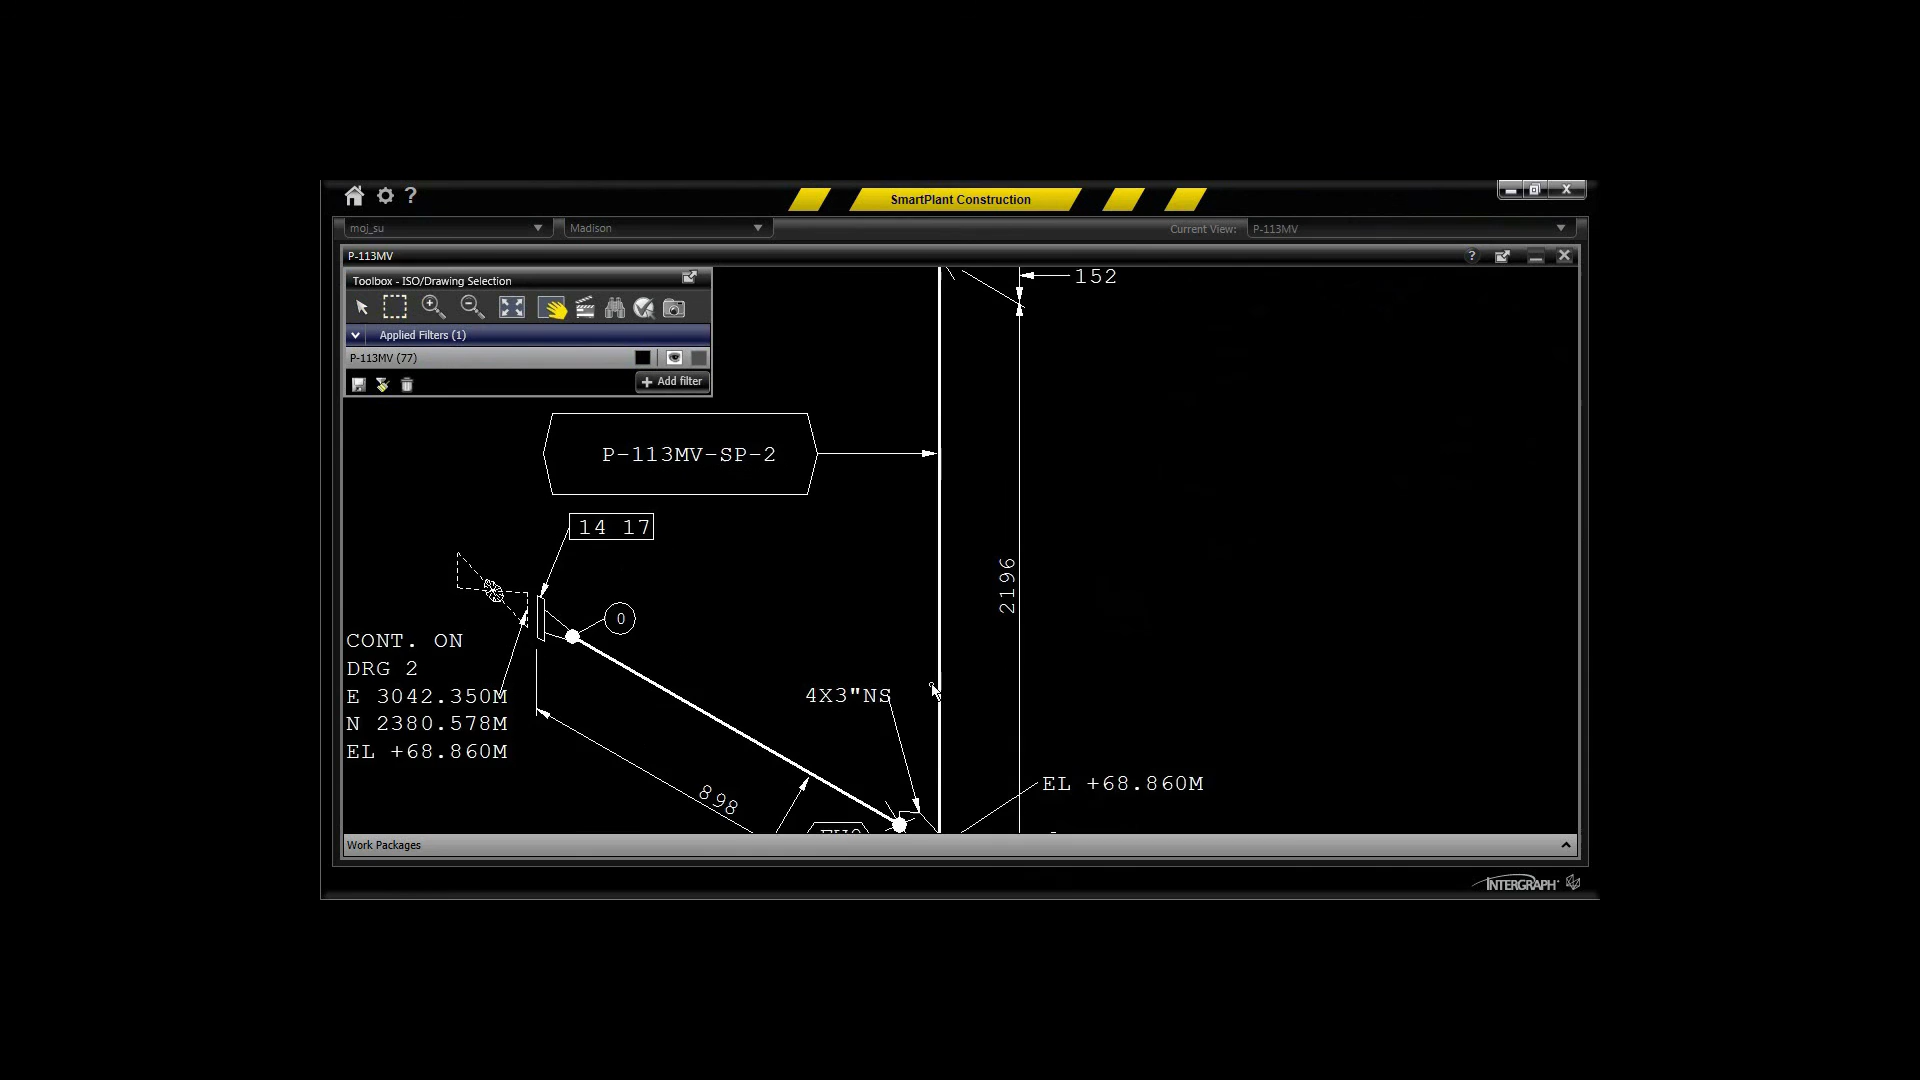 SmartPlant Construction
moj_su
Madison
Current View: P-113MV
P-113MV
Toolbox - ISO/Drawing Selection
Applied Filters (1)
P-113MV (77)
Add filter
152
P-113MV-SP-2
14 17
2196
0
CONT. ON
DRG 2
E 3042.350M
N 2380.578M
EL +68.860M
4X3"NS
898
EL +68.860M
Work Packages
INTERGRAPH